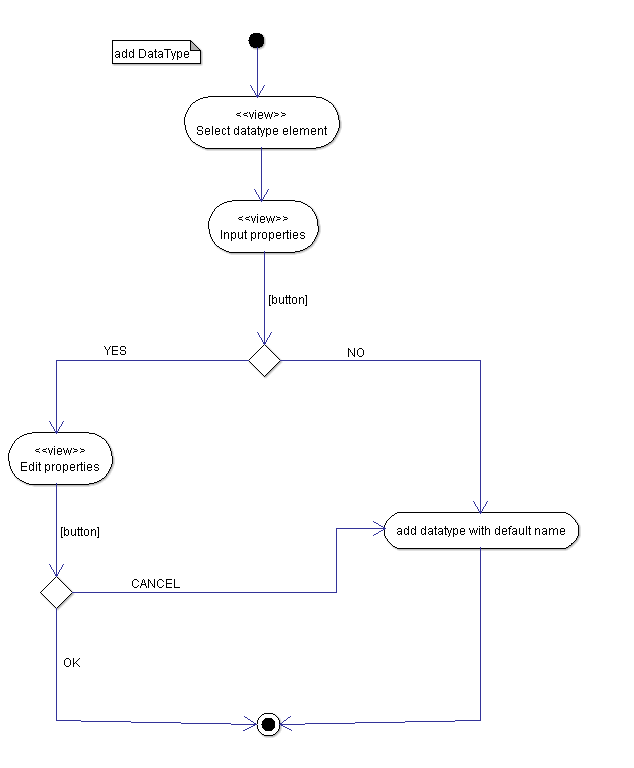 add DataType
<<view>>
Select datatype element
<<view>>
Input properties
[button]
YES
NO
<<view>>
Edit properties
[button]
add datatype with default name
CANCEL
OK